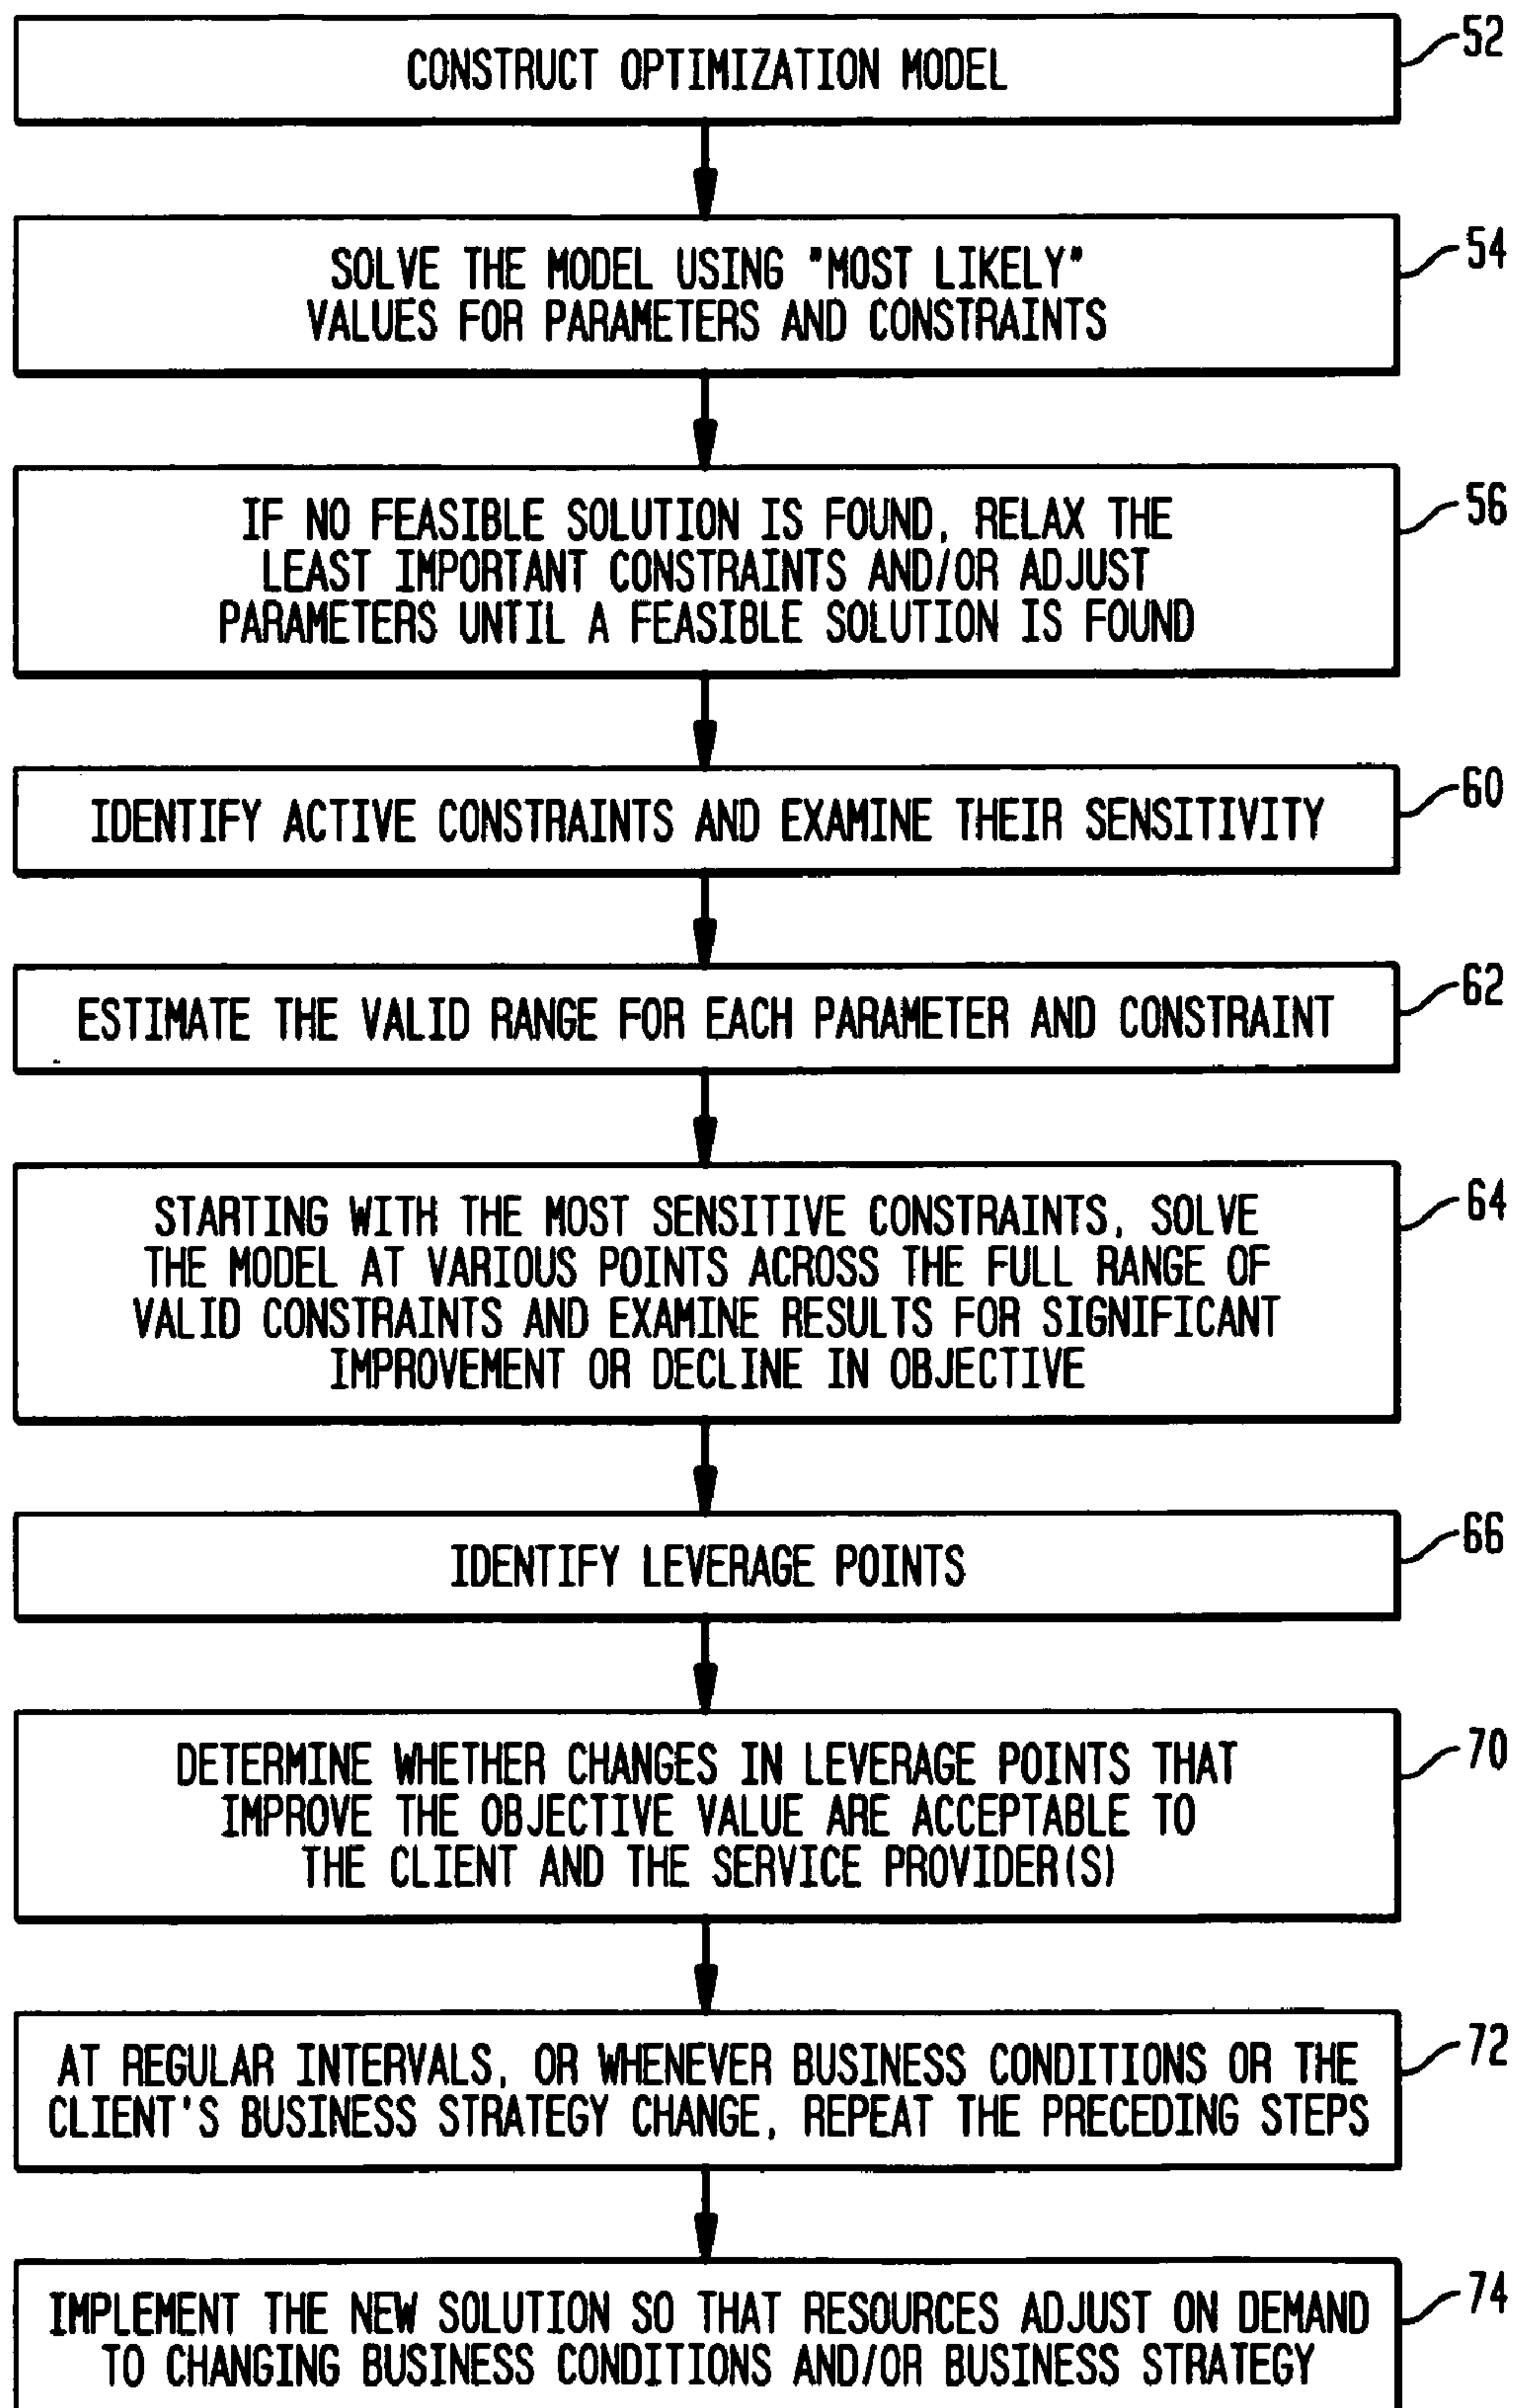 CONSTRUCT OPTIMIZATION MODEL
52
SOLVE THE MODEL USING "MOST LIKELY"
VALUES FOR PARAMETERS AND CONSTRAINTS
54
IF NO FEASIBLE SOLUTION IS FOUND, RELAX THE
LEAST IMPORTANT CONSTRAINTS AND/OR ADJUST
PARAMETERS UNTIL A FEASIBLE SOLUTION IS FOUND
56
IDENTIFY ACTIVE CONSTRAINTS AND EXAMINE THEIR SENSITIVITY
60
ESTIMATE THE VALID RANGE FOR EACH PARAMETER AND CONSTRAINT
62
STARTING WITH THE MOST SENSITIVE CONSTRAINTS, SOLVE
THE MODEL AT VARIOUS POINTS ACROSS THE FULL RANGE OF
VALID CONSTRAINTS AND EXAMINE RESULTS FOR SIGNIFICANT
IMPROVEMENT OR DECLINE IN OBJECTIVE
64
IDENTIFY LEVERAGE POINTS
66
DETERMINE WHETHER CHANGES IN LEVERAGE POINTS THAT
IMPROVE THE OBJECTIVE VALUE ARE ACCEPTABLE TO
THE CLIENT AND THE SERVICE PROVIDER(S)
70
AT REGULAR INTERVALS, OR WHENEVER BUSINESS CONDITIONS OR THE
CLIENT'S BUSINESS STRATEGY CHANGE, REPEAT THE PRECEDING STEPS
72
IMPLEMENT THE NEW SOLUTION SO THAT RESOURCES ADJUST ON DEMAND
TO CHANGING BUSINESS CONDITIONS AND/OR BUSINESS STRATEGY
74